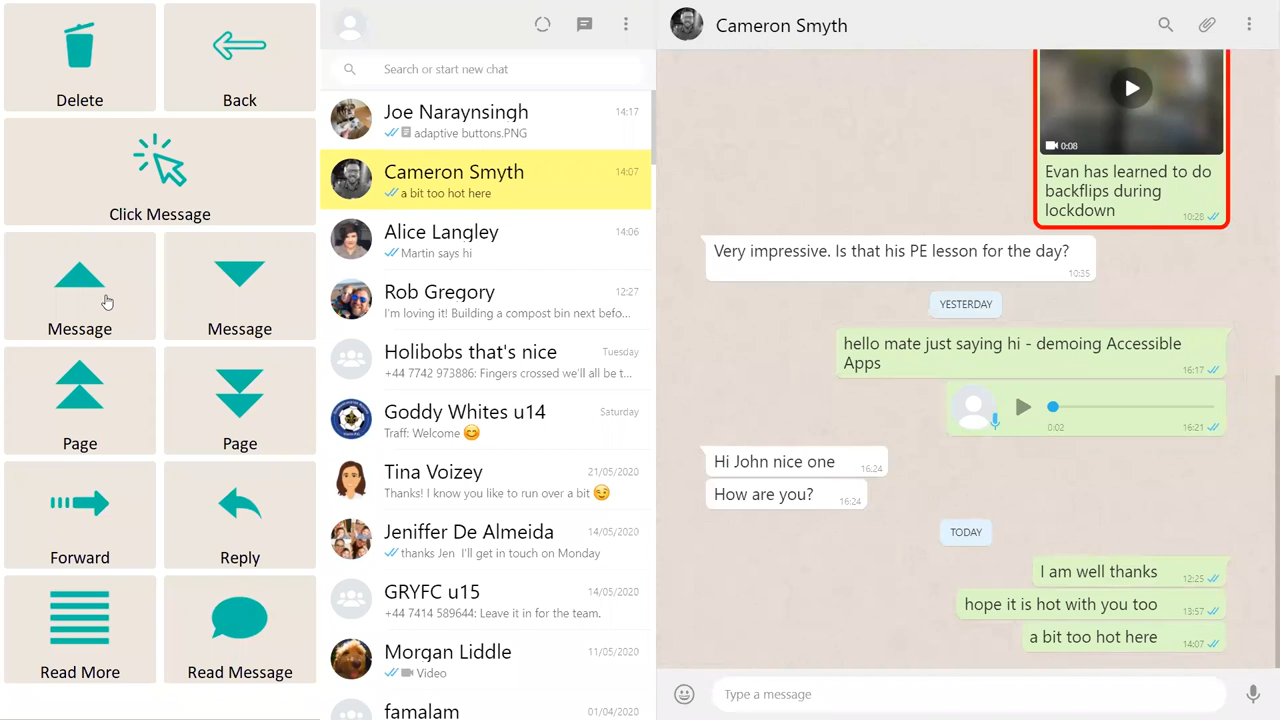 Delete
Back
Click Message
Message
Message
Page
Page
Forward
Reply
Read More
Read Message
Search or start new chat
Joe Naraynsingh
14:17
adaptive buttons.PNG
Cameron Smyth
14:07
a bit too hot here
Alice Langley
14:06
Martin says hi
Rob Gregory
12:27
I'm loving it! Building a compost bin next befo...
Holibobs that's nice
Tuesday
+44 7742 973886: Fingers crossed we'll all be t...
Goddy Whites u14
Saturday
Traff: Welcome 😊
Tina Voizey
21/05/2020
Thanks! I know you like to run over a bit 😉
Jeniffer De Almeida
14/05/2020
thanks Jen I'll get in touch on Monday
GRYFC u15
14/05/2020
+44 7414 589644: Leave it in for the team.
Morgan Liddle
11/05/2020
Video
famalam
01/04/2020
Cameron Smyth
0:08
Evan has learned to do
backflips during
lockdown
10:28
Very impressive. Is that his PE lesson for the day?
10:35
YESTERDAY
hello mate just saying hi - demoing Accessible
Apps
16:17
0:02
16:21
Hi John nice one
16:24
How are you?
16:24
TODAY
I am well thanks
12:25
hope it is hot with you too
13:57
a bit too hot here
14:07
Type a message